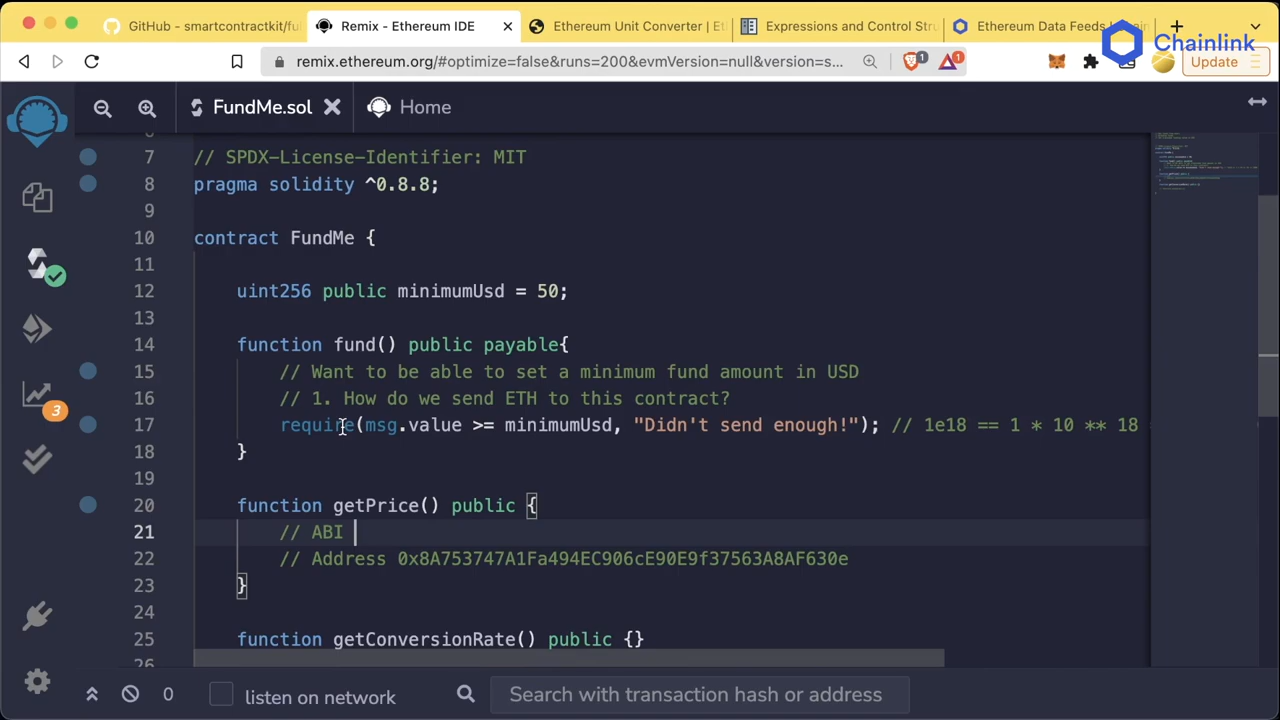 GitHub - smartcontractkit/ful
Remix - Ethereum IDE
Ethereum Unit Converter | Et
Expressions and Control Stru
Ethereum Data Feeds
Chainlink
remix.ethereum.org/#optimize=false&runs=200&evmVersion=null&version=s...
1
1
Update
FundMe.sol
Home
7 // SPDX-License-Identifier: MIT
8 pragma solidity ^0.8.8;
9
10 contract FundMe {
11
12 uint256 public minimumUsd = 50;
13
14 function fund() public payable{
15 // Want to be able to set a minimum fund amount in USD
16 // 1. How do we send ETH to this contract?
17 require(msg.value >= minimumUsd, "Didn't send enough!"); // 1e18 == 1 * 10 ** 18
18 }
19
20 function getPrice() public {
21 // ABI
22 // Address 0x8A753747A1Fa494EC906cE90E9f37563A8AF630e
23 }
24
25 function getConversionRate() public {}
26
3
0
listen on network
Search with transaction hash or address